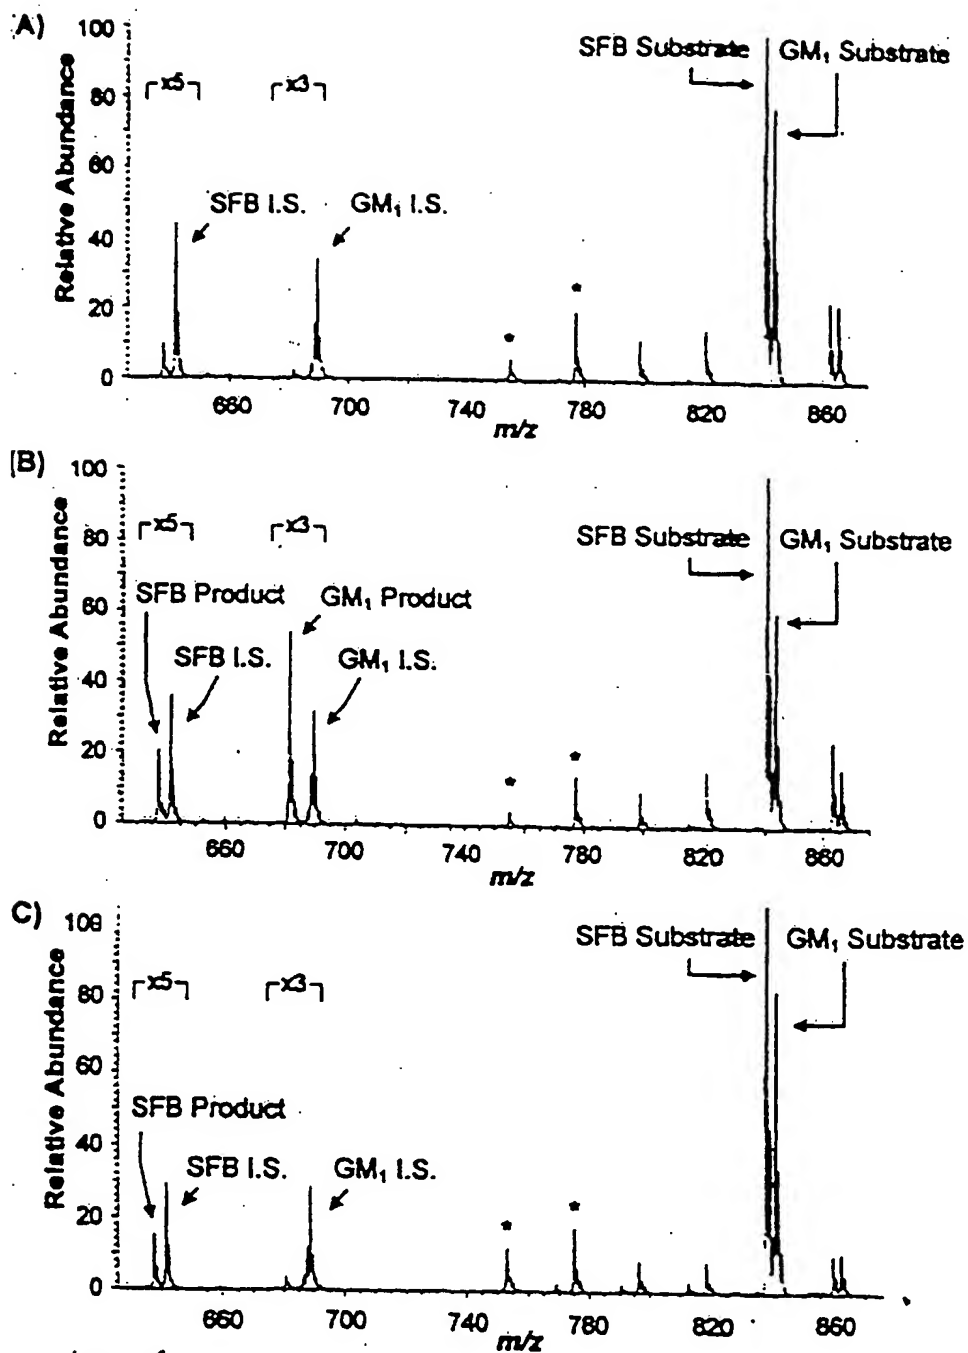 A)
Relative Abundance
100
80
60
40
20
0
x5
x3
SFB I.S.
GM₁ I.S.
*
*
SFB Substrate
GM₁ Substrate
660
700
740
780
820
860
m/z
(B)
Relative Abundance
100
80
60
40
20
0
x5
x3
SFB Product
GM₁ Product
SFB I.S.
GM₁ I.S.
*
*
SFB Substrate
GM₁ Substrate
660
700
740
780
820
860
m/z
C)
Relative Abundance
100
80
60
40
20
0
x5
x3
SFB Product
SFB I.S.
GM₁ I.S.
*
*
SFB Substrate
GM₁ Substrate
660
700
740
780
820
860
m/z